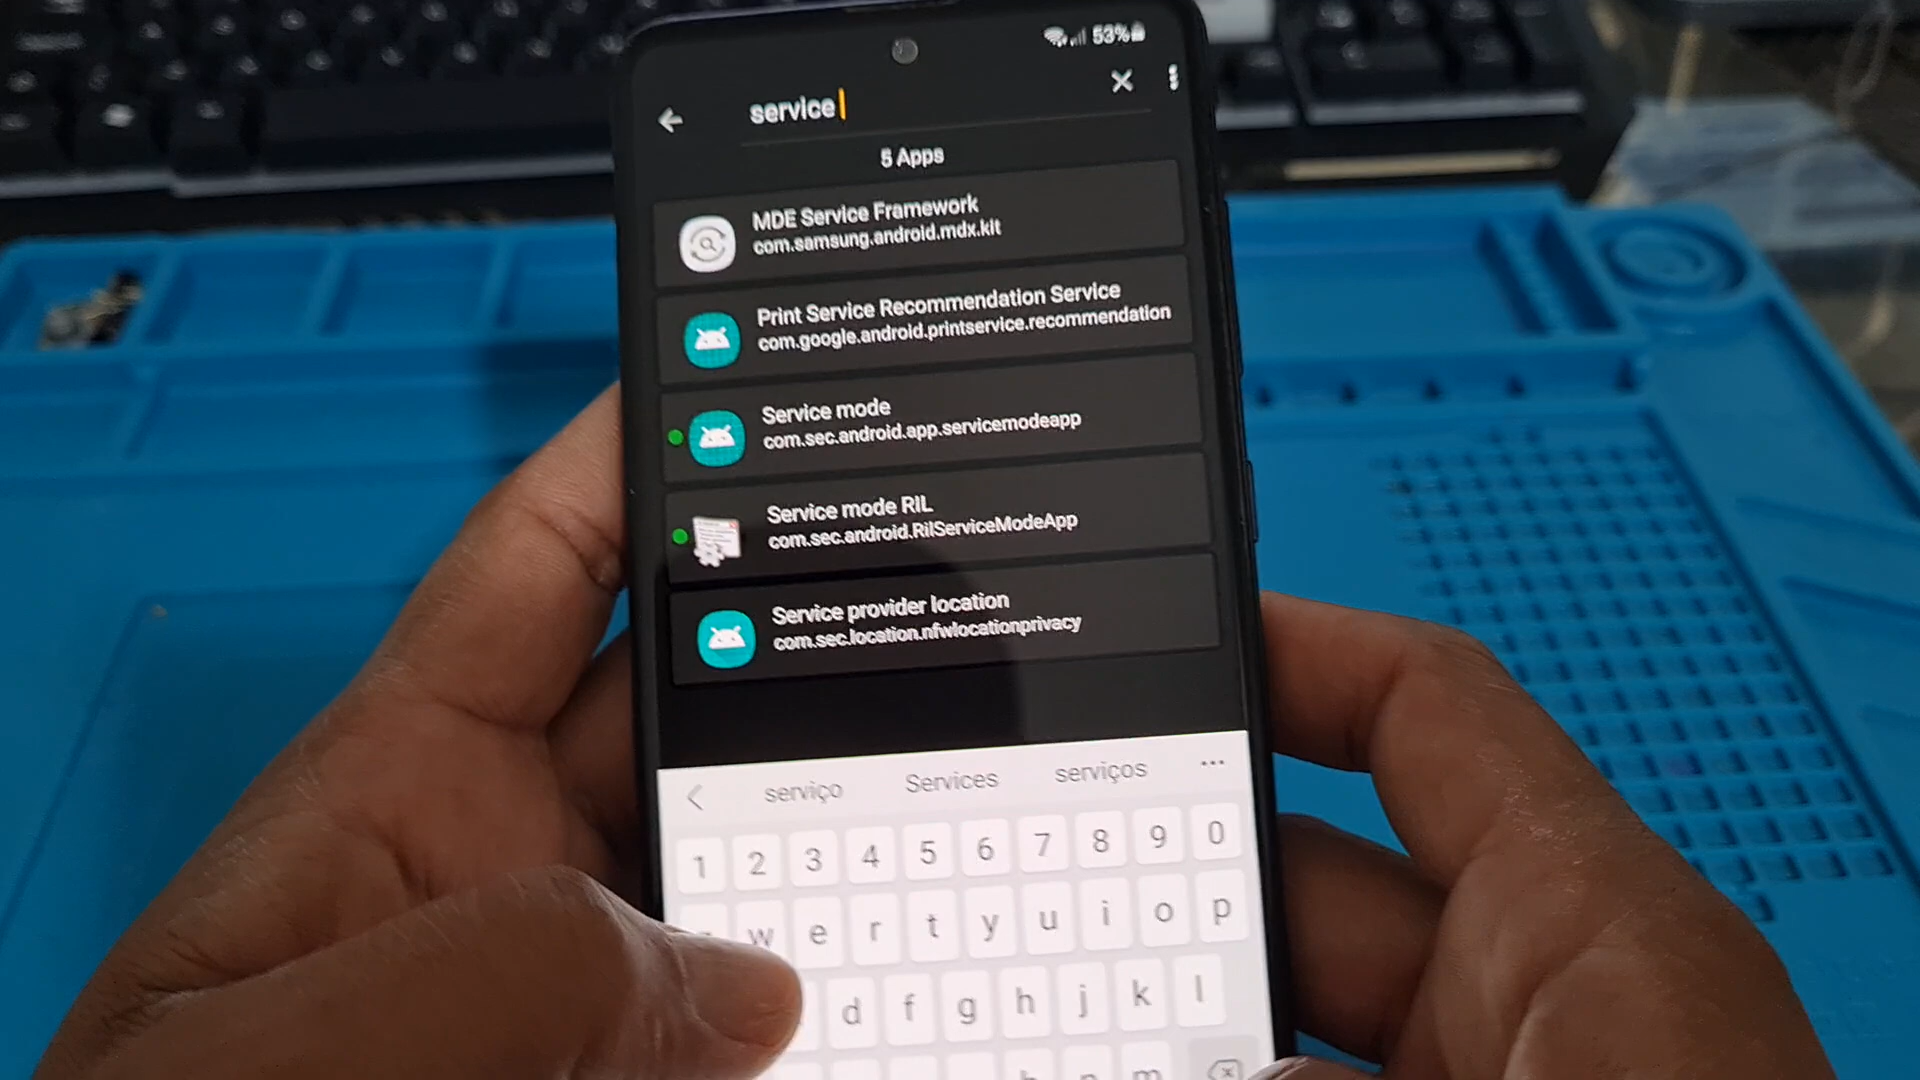 53%
service
5 Apps
MDE Service Framework
com.samsung.android.mdx.kit
Print Service Recommendation Service
com.google.android.printservice.recommendation
Service mode
com.sec.android.app.servicemodeapp
Service mode RIL
com.sec.android.RilServiceModeApp
Service provider location
com.sec.location.nfwlocationprivacy
serviço Services serviços
1 2 3 4 5 6 7 8 9 0
w e r t y u i o p
d f g h j k l